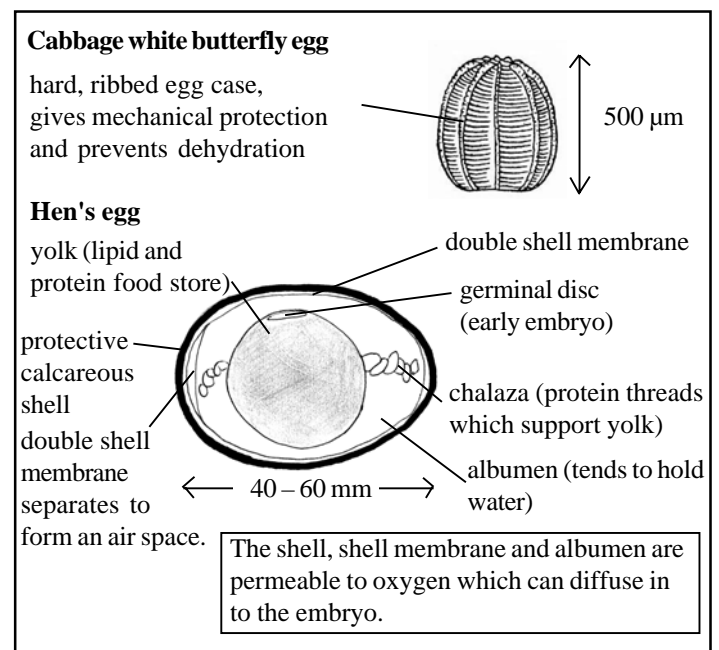 Cabbage white butterfly egg
hard, ribbed egg case,
gives mechanical protection
and prevents dehydration
500 µm
Hen's egg
yolk (lipid and
protein food store)
double shell membrane
germinal disc
(early embryo)
protective
calcareous
shell
chalaza (protein threads
which support yolk)
double shell
membrane
separates to
form an air space.
albumen (tends to hold
water)
40 – 60 mm
The shell, shell membrane and albumen are
permeable to oxygen which can diffuse in
to the embryo.